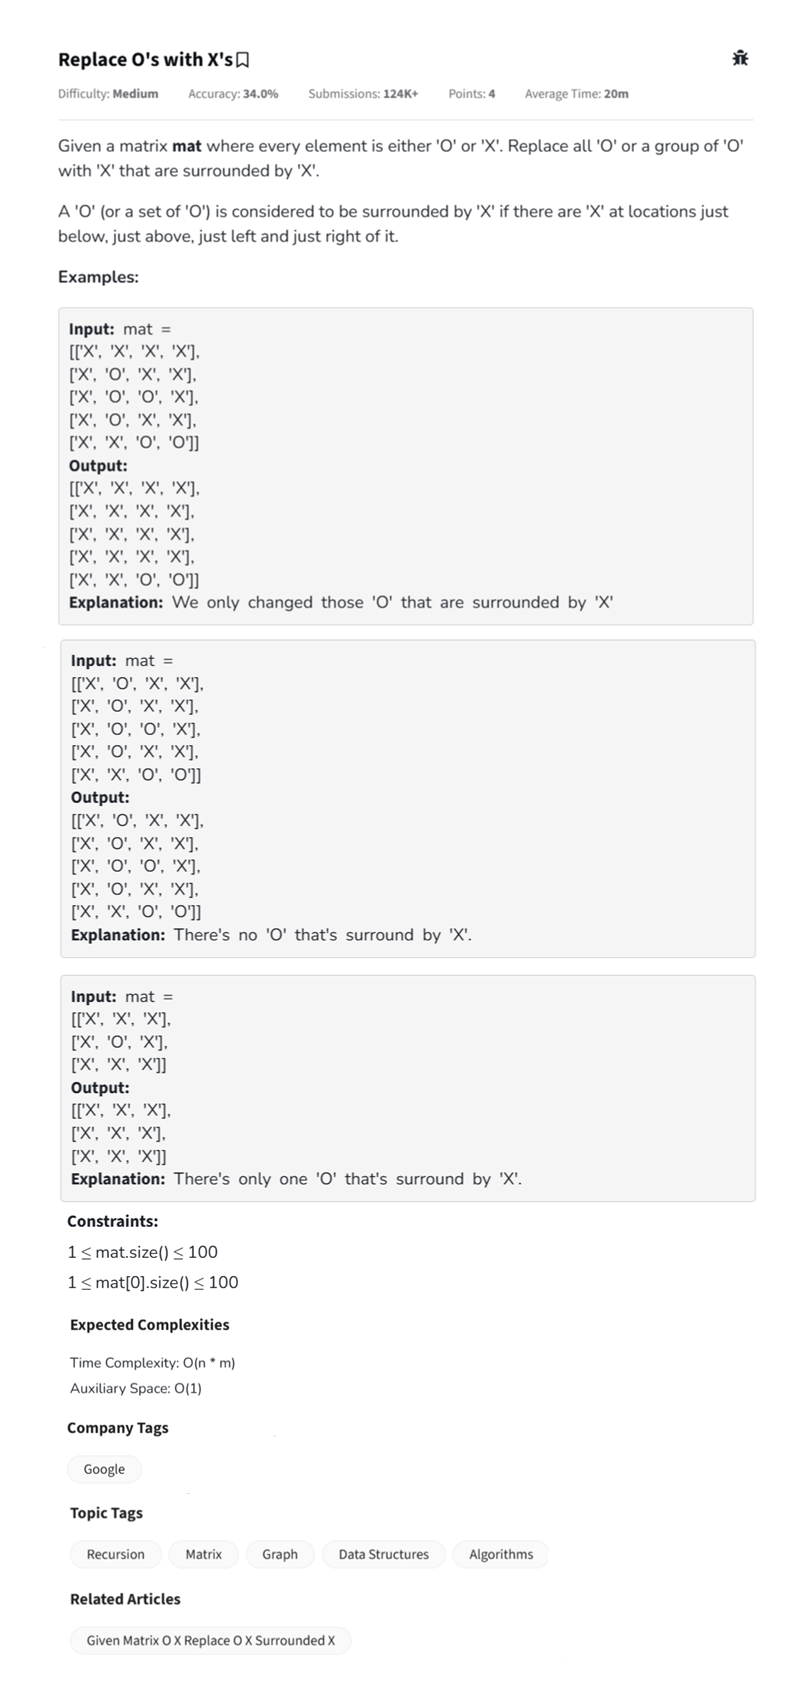 Replace O's with X's
Difficulty: Medium Accuracy: 34.0% Submissions: 124K+ Points: 4 Average Time: 20m
Given a matrix mat where every element is either 'O' or 'X'. Replace all 'O' or a group of 'O'
with 'X' that are surrounded by 'X'.
A 'O' (or a set of 'O') is considered to be surrounded by 'X' if there are 'X' at locations just
below, just above, just left and just right of it.
Examples:
Input: mat =
[['X', 'X', 'X', 'X'],
['X', 'O', 'X', 'X'],
['X', 'O', 'O', 'X'],
['X', 'O', 'X', 'X'],
['X', 'X', 'O', 'O']]
Output:
[['X', 'X', 'X', 'X'],
['X', 'X', 'X', 'X'],
['X', 'X', 'X', 'X'],
['X', 'X', 'X', 'X'],
['X', 'X', 'O', 'O']]
Explanation: We only changed those 'O' that are surrounded by 'X'
Input: mat =
[['X', 'O', 'X', 'X'],
['X', 'O', 'X', 'X'],
['X', 'O', 'O', 'X'],
['X', 'O', 'X', 'X'],
['X', 'X', 'O', 'O']]
Output:
[['X', 'O', 'X', 'X'],
['X', 'O', 'X', 'X'],
['X', 'O', 'O', 'X'],
['X', 'O', 'X', 'X'],
['X', 'X', 'O', 'O']]
Explanation: There's no 'O' that's surround by 'X'.
Input: mat =
[['X', 'X', 'X'],
['X', 'O', 'X'],
['X', 'X', 'X']]
Output:
[['X', 'X', 'X'],
['X', 'X', 'X'],
['X', 'X', 'X']]
Explanation: There's only one 'O' that's surround by 'X'.
Constraints:
1 ≤ mat.size() ≤ 100
1 ≤ mat[0].size() ≤ 100
Expected Complexities
Time Complexity: O(n * m)
Auxiliary Space: O(1)
Company Tags
Google
Topic Tags
Recursion Matrix Graph Data Structures Algorithms
Related Articles
Given Matrix O X Replace O X Surrounded X